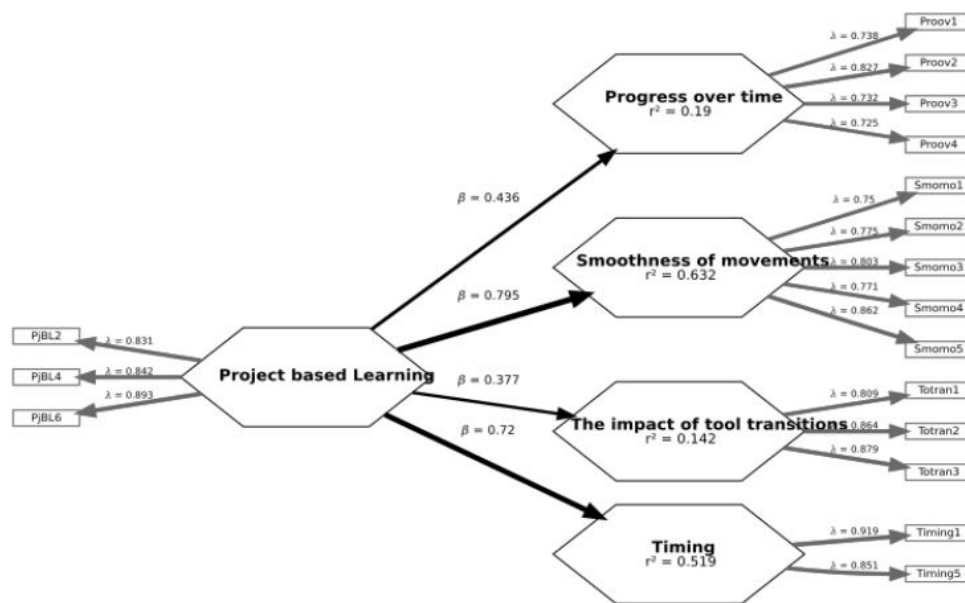 Proov1
λ = 0.738
Proov2
λ = 0.827
Progress over time
r² = 0.19
λ = 0.732
Proov3
λ = 0.725
Proov4
β = 0.436
Smomo1
λ = 0.75
Smomo2
λ = 0.775
Smoothness of movements
r² = 0.632
λ = 0.803
Smomo3
λ = 0.771
Smomo4
λ = 0.862
Smomo5
β = 0.795
PjBL2
λ = 0.831
PjBL4
λ = 0.842
PjBL6
λ = 0.893
Project based Learning
β = 0.377
β = 0.72
Totran1
λ = 0.809
The impact of tool transitions
r² = 0.142
λ = 0.864
Totran2
λ = 0.879
Totran3
Timing
r² = 0.519
λ = 0.919
Timing1
λ = 0.851
Timing5